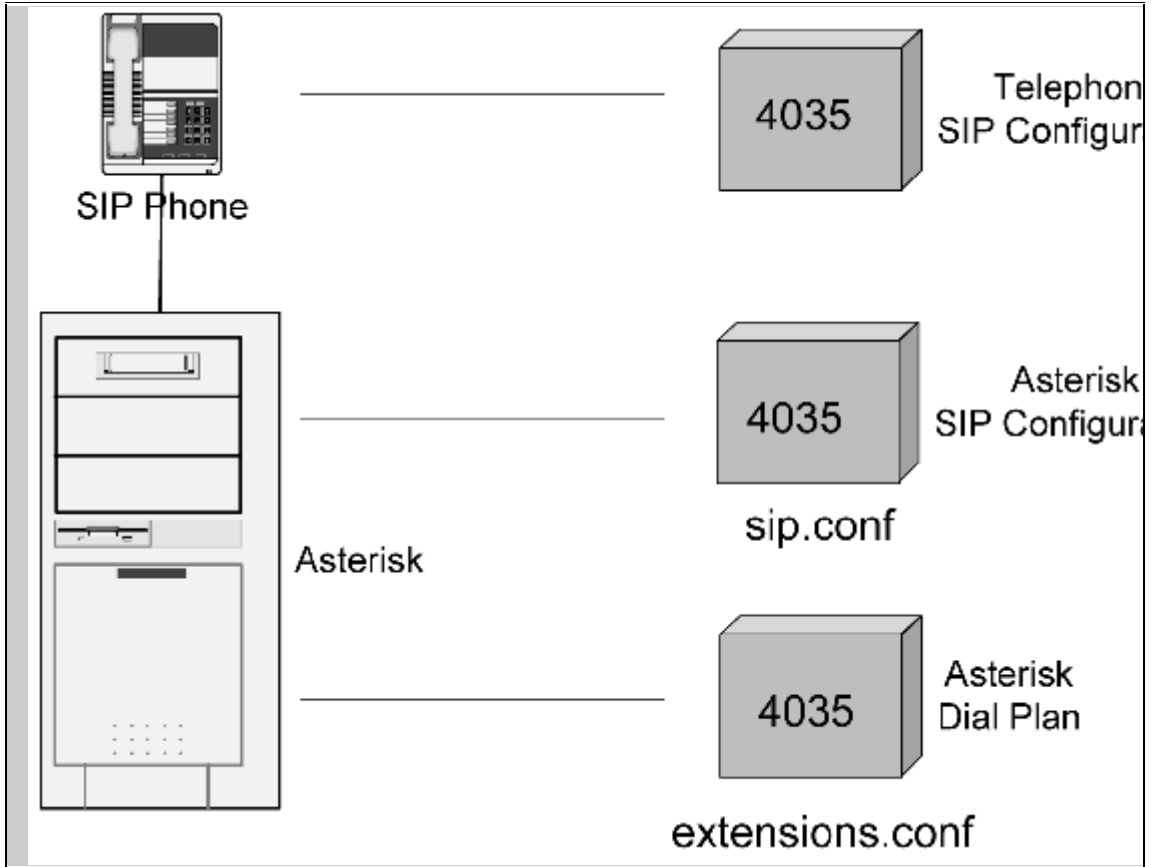 4035
Telephon
SIP Configur
SIP Phone
4035
Asterisk
SIP Configura
sip.conf
Asterisk
4035
Asterisk
Dial Plan
extensions.conf